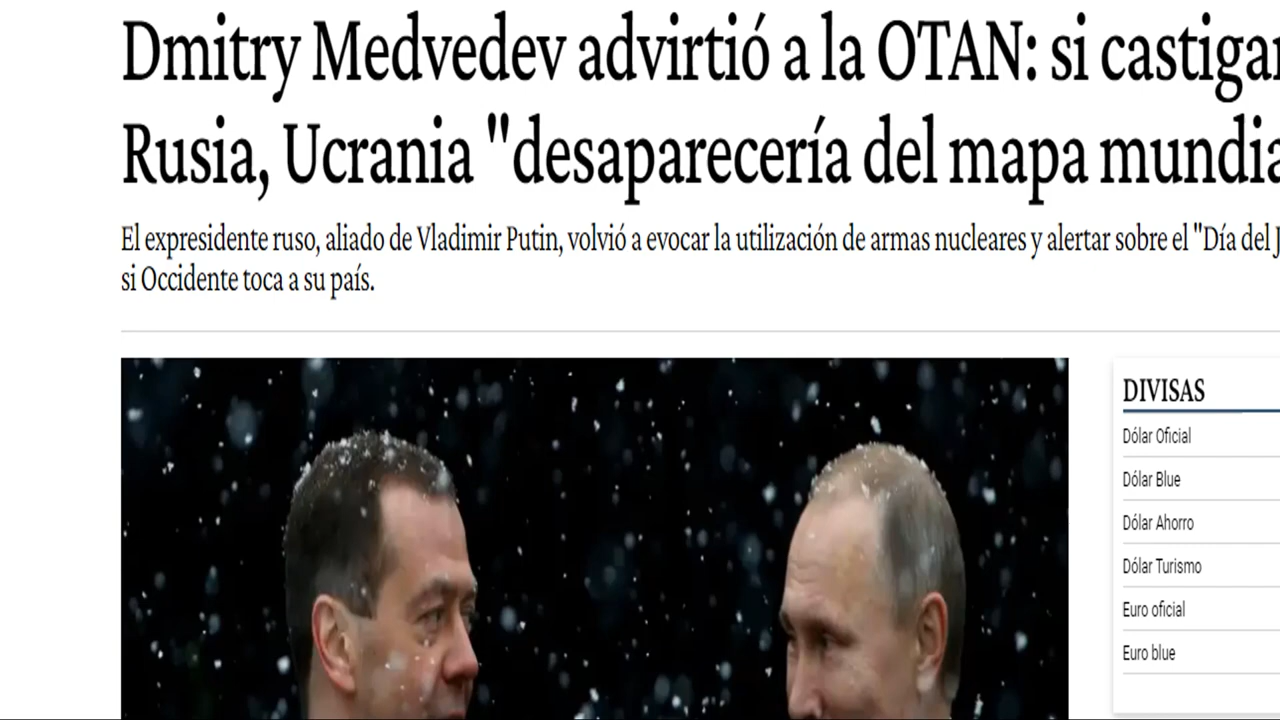 Dmitry Medvedev advirtió a la OTAN: si castigan
Rusia, Ucrania "desaparecería del mapa mundia
El expresidente ruso, aliado de Vladimir Putin, volvió a evocar la utilización de armas nucleares y alertar sobre el "Día del J
si Occidente toca a su país.
DIVISAS
Dólar Oficial
Dólar Blue
Dólar Ahorro
Dólar Turismo
Euro oficial
Euro blue